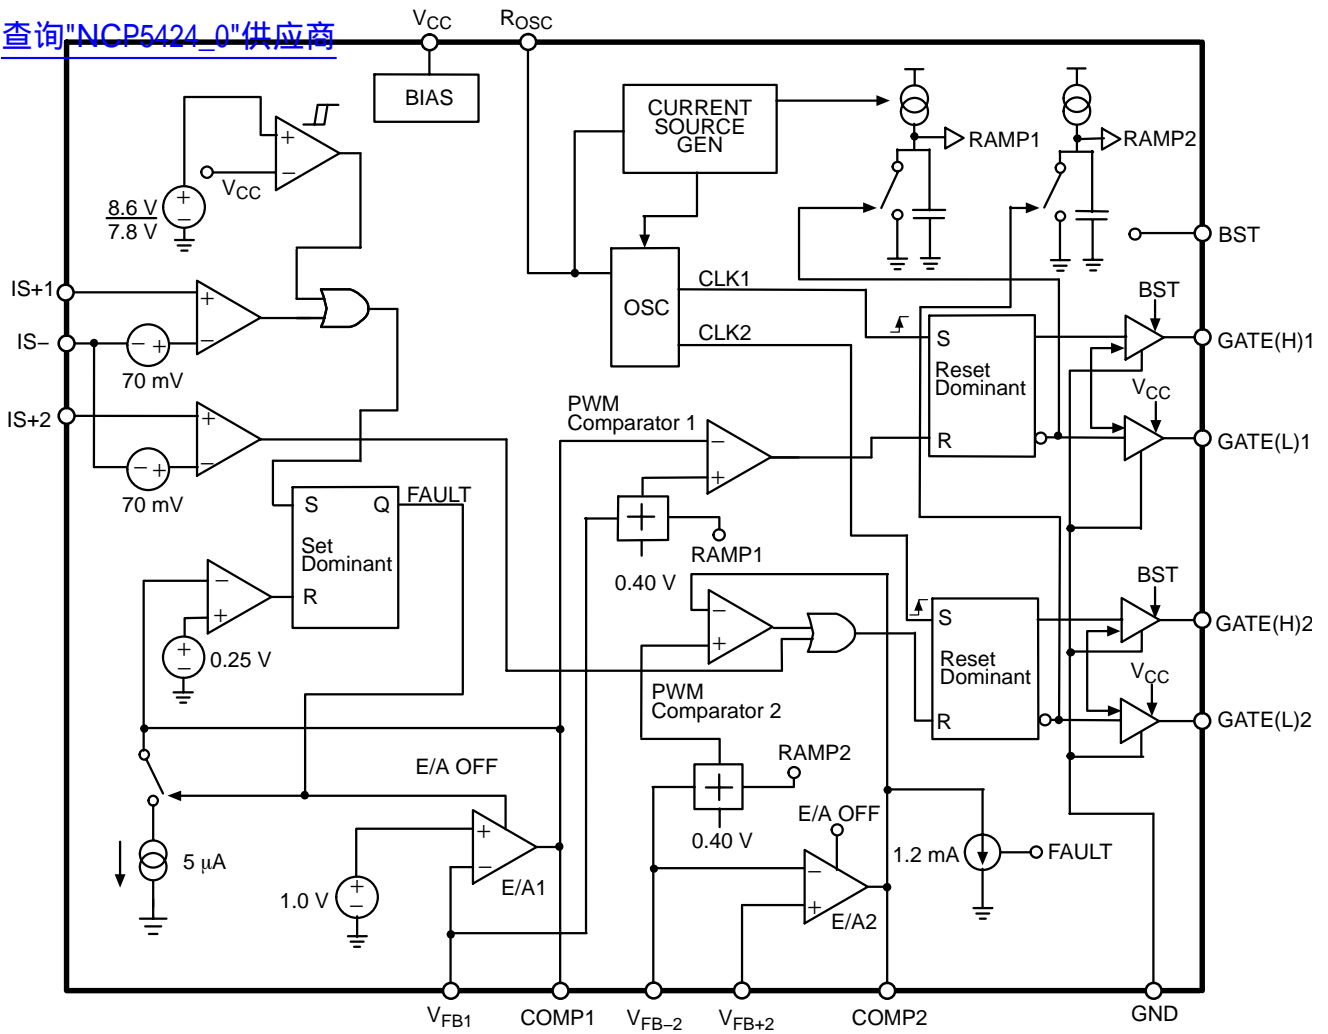 查询"NCP5424_0"供应商
VCC
ROSC
BIAS
CURRENT
SOURCE
GEN
RAMP1
RAMP2
+
−
VCC
+
−
8.6 V
7.8 V
BST
IS+1
+
−
− +
IS−
70 mV
OSC
CLK1
CLK2
BST
S
Reset
Dominant
R
GATE(H)1
VCC
GATE(L)1
IS+2
+
−
− +
70 mV
PWM
Comparator 1
−
+
+
RAMP1
0.40 V
S
Q
FAULT
Set
Dominant
R
−
+
+
−
0.25 V
BST
−
+
S
Reset
Dominant
R
GATE(H)2
VCC
GATE(L)2
PWM
Comparator 2
RAMP2
+
0.40 V
E/A OFF
+
−
E/A1
5 μA
1.0 V
+
−
E/A OFF
−
+
E/A2
1.2 mA
FAULT
VFB1
COMP1
VFB−2
VFB+2
COMP2
GND